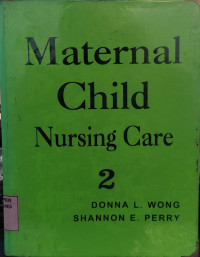 Maternal
Child
Nursing Care
2
DONNA L. WONG
SHANNON E. PERRY